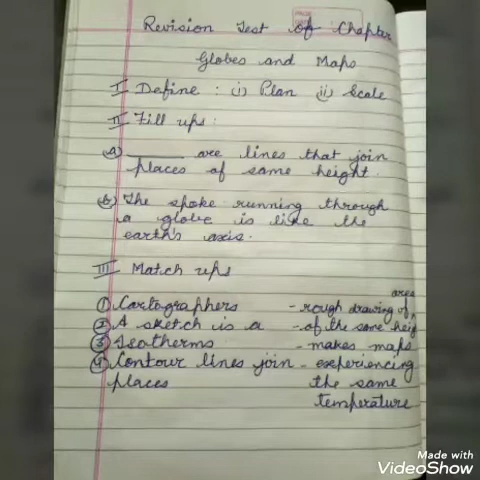 Revision Test of Chapter
Globes and Maps
I Define : (i) Plan (ii) Scale
II Fill ups :
(a) ______ are lines that join
places of same height.
(b) The spoke running through
a globe is like the
earth's axis.
III Match ups
① Cartographers - rough drawing of area
② A sketch is a - of the same heig
③ Isotherms - makes maps
④ Contour lines join - experiencing
places the same
temperature
Made with
VideoShow